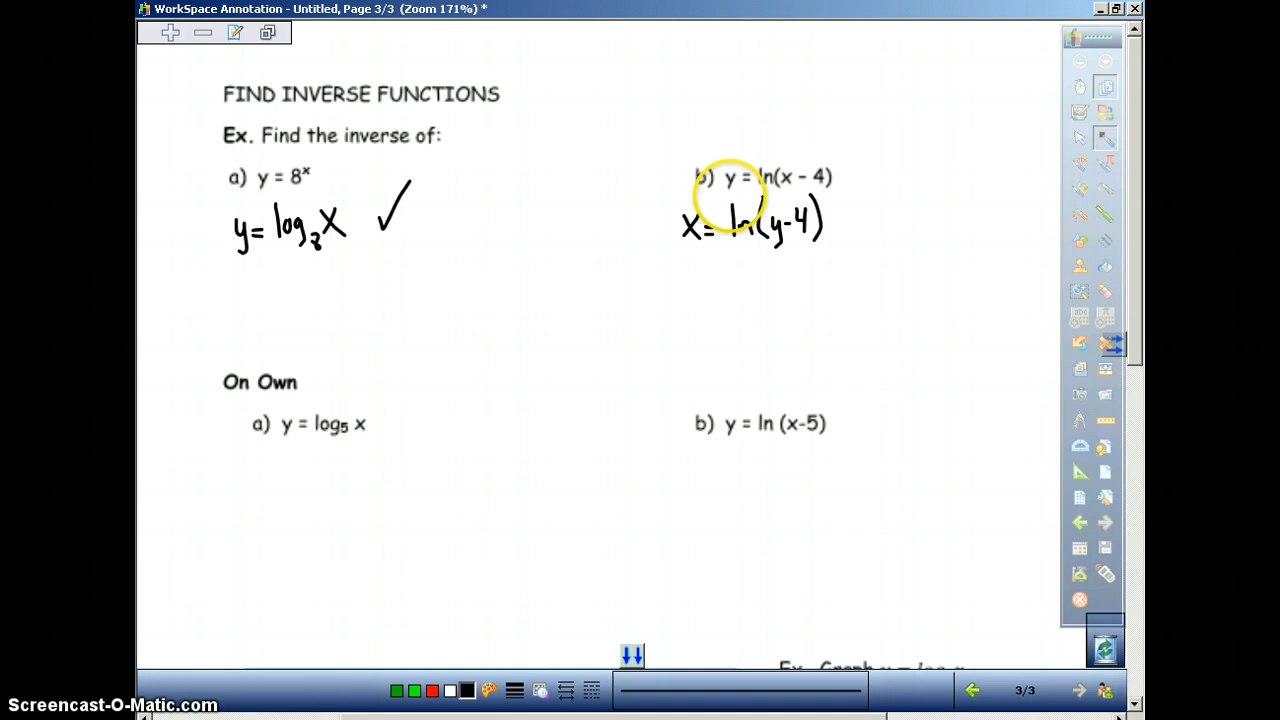 WorkSpace Annotation - Untitled, Page 3/3 (Zoom 171%) *
FIND INVERSE FUNCTIONS
Ex. Find the inverse of:
a) y = 8ˣ
b) y = ln(x - 4)
y = log₈ x ✓
x = ln(y-4)
On Own
a) y = log₅ x
b) y = ln (x-5)
3/3
Screencast-O-Matic.com